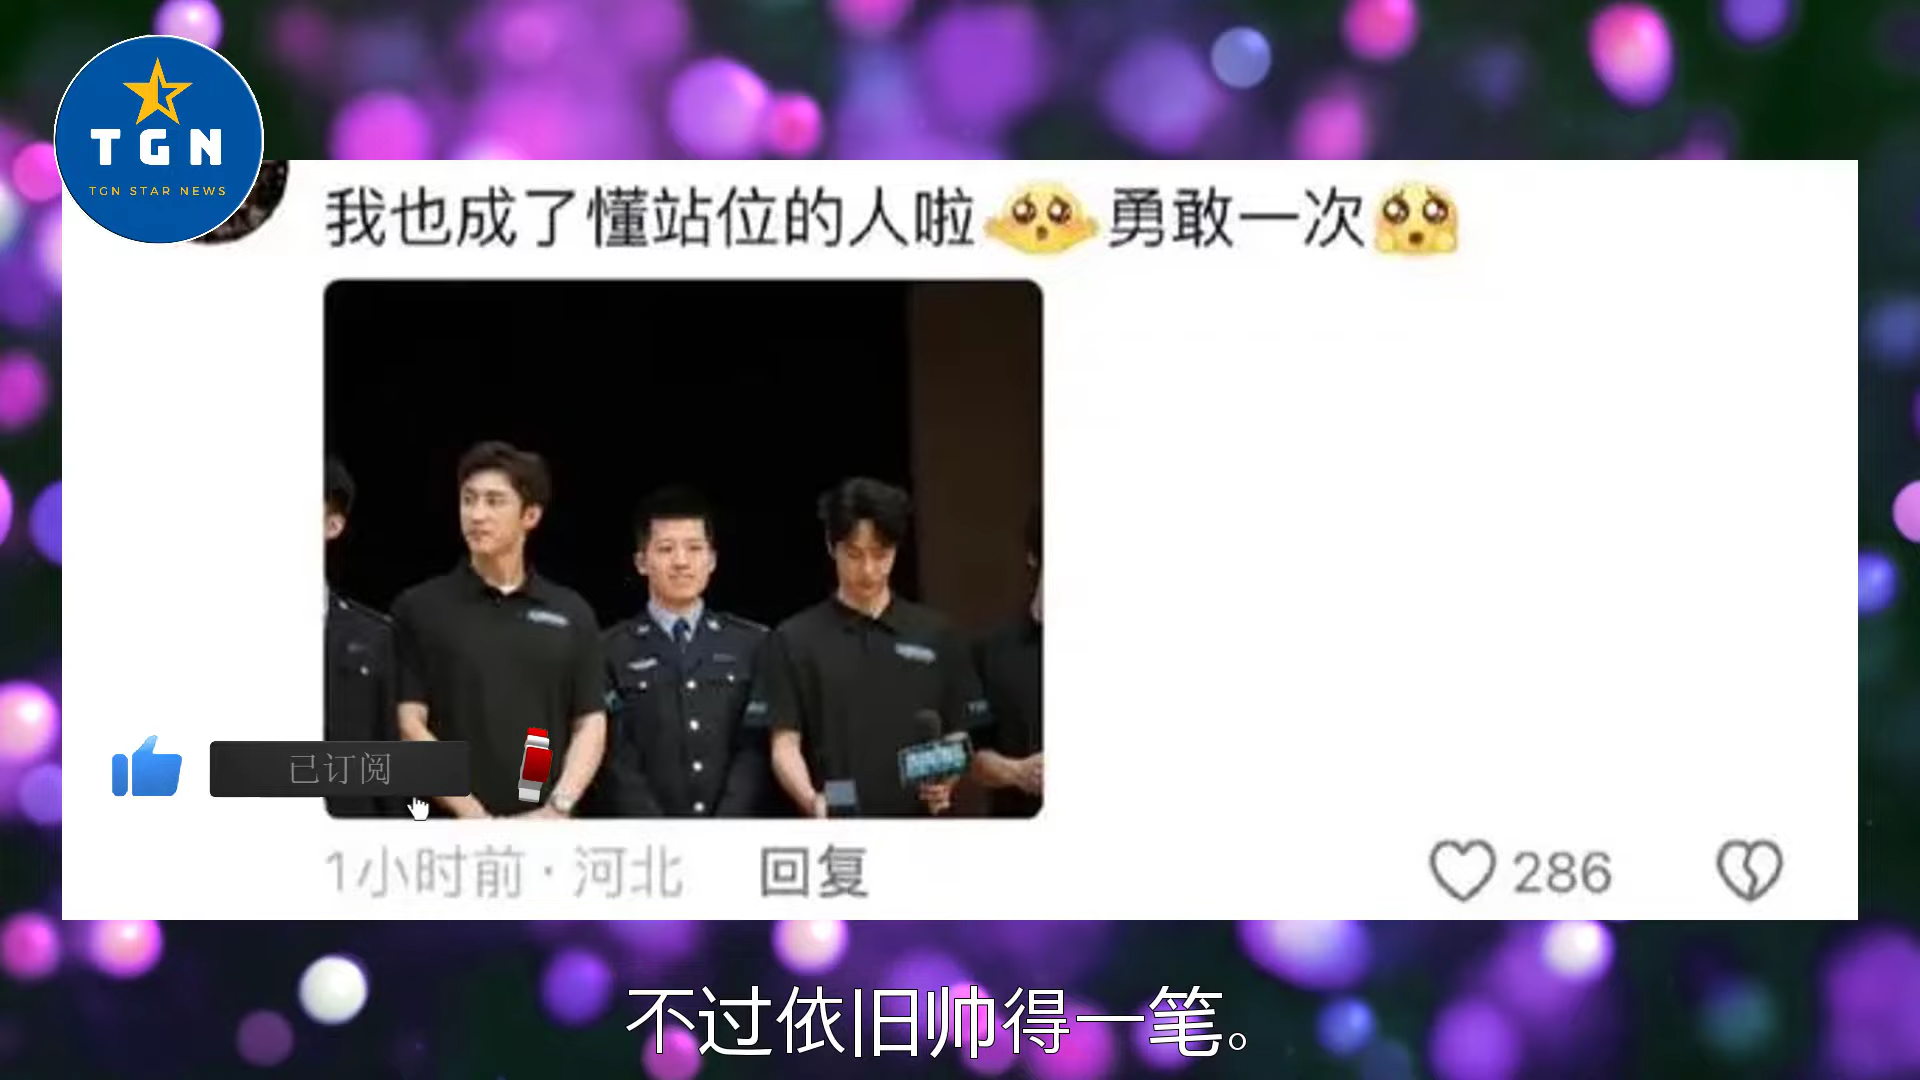 TGN
TGN STAR NEWS
我也成了懂站位的人啦🥺勇敢一次🥺
已订阅
1小时前·河北 回复 286
不过依旧帅得一笔。